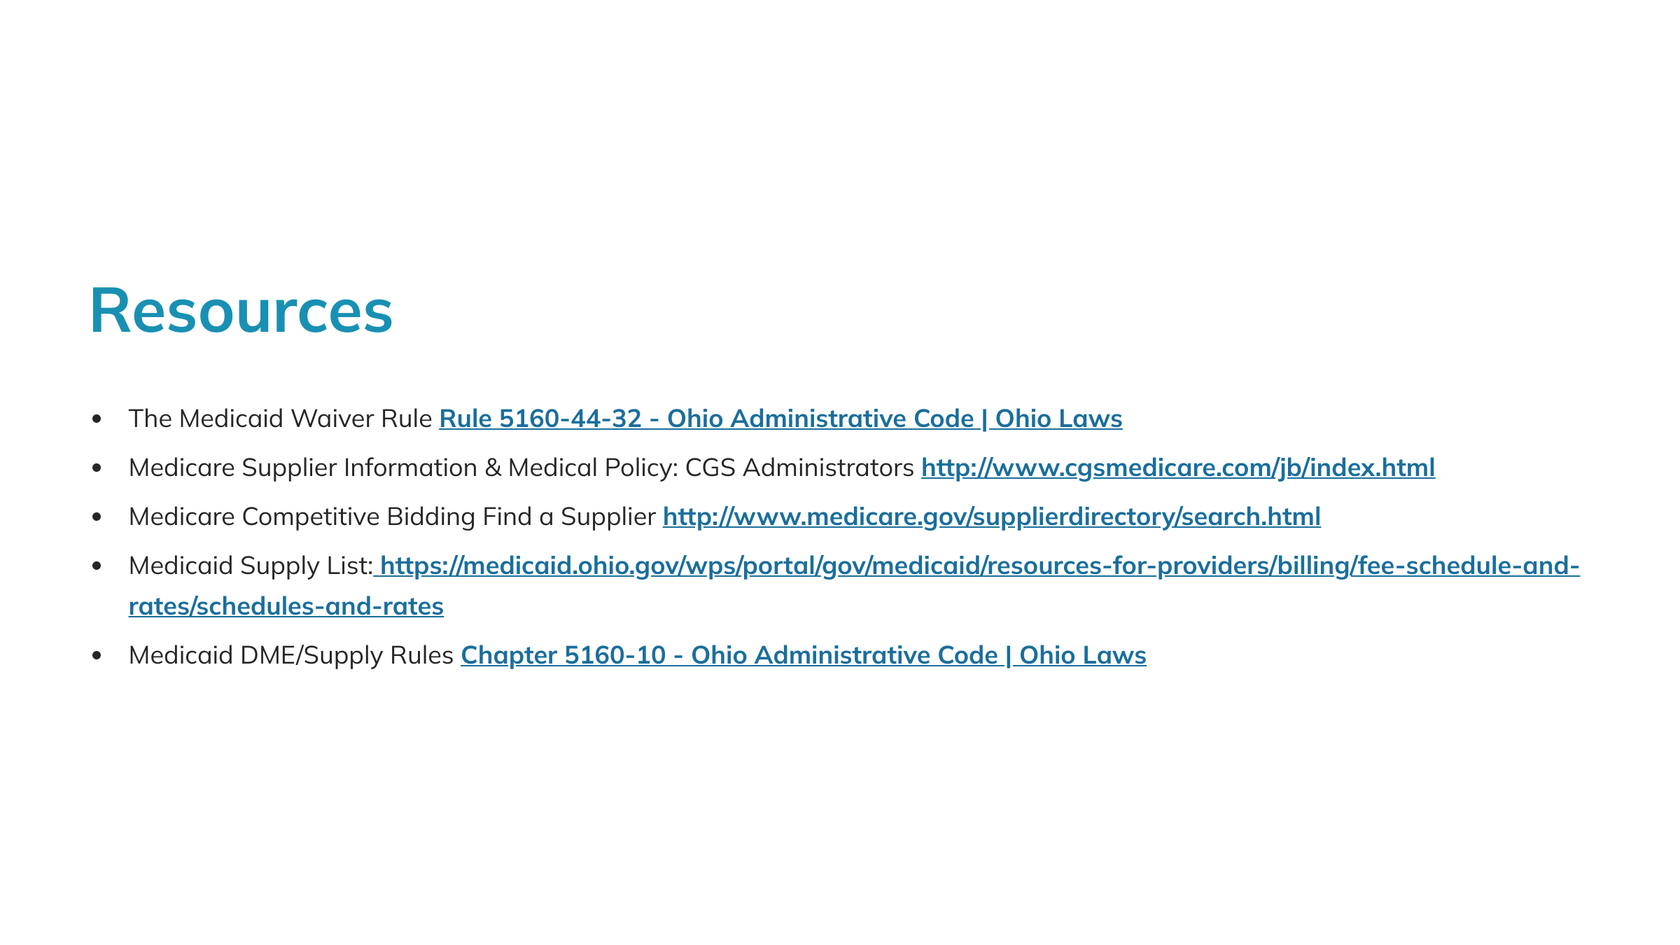 Resources
• The Medicaid Waiver Rule Rule 5160-44-32 - Ohio Administrative Code | Ohio Laws
• Medicare Supplier Information & Medical Policy: CGS Administrators http://www.cgsmedicare.com/jb/index.html
• Medicare Competitive Bidding Find a Supplier http://www.medicare.gov/supplierdirectory/search.html
• Medicaid Supply List: https://medicaid.ohio.gov/wps/portal/gov/medicaid/resources-for-providers/billing/fee-schedule-and-
rates/schedules-and-rates
• Medicaid DME/Supply Rules Chapter 5160-10 - Ohio Administrative Code | Ohio Laws